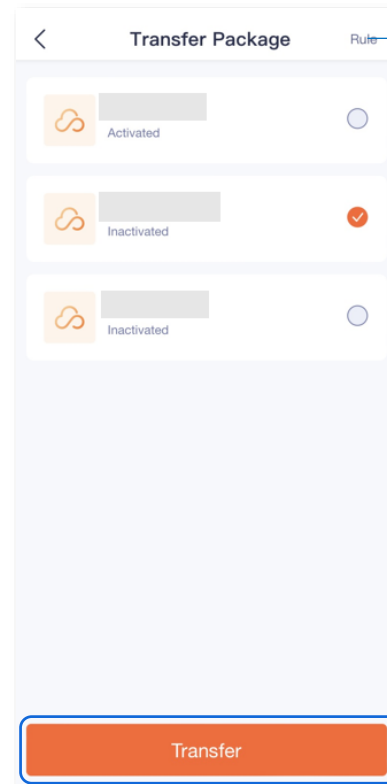 Transfer Package
Rule
Activated
Inactivated
Inactivated
Transfer